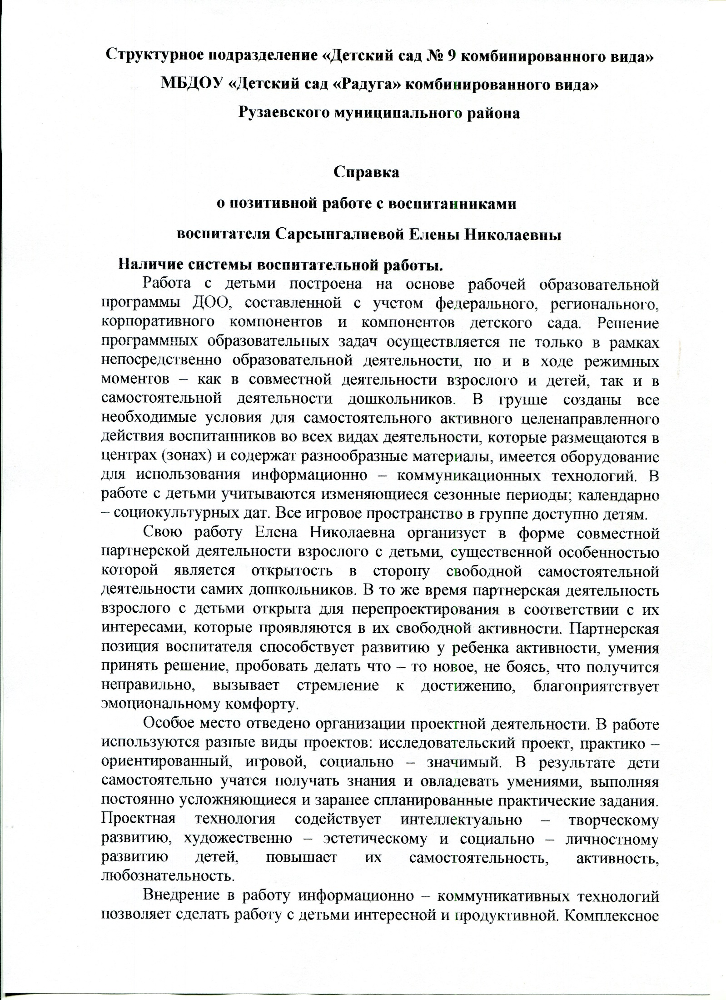 Структурное подразделение «Детский сад № 9 комбинированного вида»
МБДОУ «Детский сад «Радуга» комбинированного вида»
Рузаевского муниципального района
Справка
о позитивной работе с воспитанниками
воспитателя Сарсынгалиевой Елены Николаевны
Наличие системы воспитательной работы.
Работа с детьми построена на основе рабочей образовательной
программы ДОО, составленной с учетом федерального, регионального,
корпоративного компонентов и компонентов детского сада. Решение
программных образовательных задач осуществляется не только в рамках
непосредственно образовательной деятельности, но и в ходе режимных
моментов – как в совместной деятельности взрослого и детей, так и в
самостоятельной деятельности дошкольников. В группе созданы все
необходимые условия для самостоятельного активного целенаправленного
действия воспитанников во всех видах деятельности, которые размещаются в
центрах (зонах) и содержат разнообразные материалы, имеется оборудование
для использования информационно – коммуникационных технологий. В
работе с детьми учитываются изменяющиеся сезонные периоды; календарно
– социокультурных дат. Все игровое пространство в группе доступно детям.
Свою работу Елена Николаевна организует в форме совместной
партнерской деятельности взрослого с детьми, существенной особенностью
которой является открытость в сторону свободной самостоятельной
деятельности самих дошкольников. В то же время партнерская деятельность
взрослого с детьми открыта для перепроектирования в соответствии с их
интересами, которые проявляются в их свободной активности. Партнерская
позиция воспитателя способствует развитию у ребенка активности, умения
принять решение, пробовать делать что – то новое, не боясь, что получится
неправильно, вызывает стремление к достижению, благоприятствует
эмоциональному комфорту.
Особое место отведено организации проектной деятельности. В работе
используются разные виды проектов: исследовательский проект, практико –
ориентированный, игровой, социально – значимый. В результате дети
самостоятельно учатся получать знания и овладевать умениями, выполняя
постоянно усложняющиеся и заранее спланированные практические задания.
Проектная технология содействует интеллектуально – творческому
развитию, художественно – эстетическому и социально – личностному
развитию детей, повышает их самостоятельность, активность,
любознательность.
Внедрение в работу информационно – коммуникативных технологий
позволяет сделать работу с детьми интересной и продуктивной. Комплексное